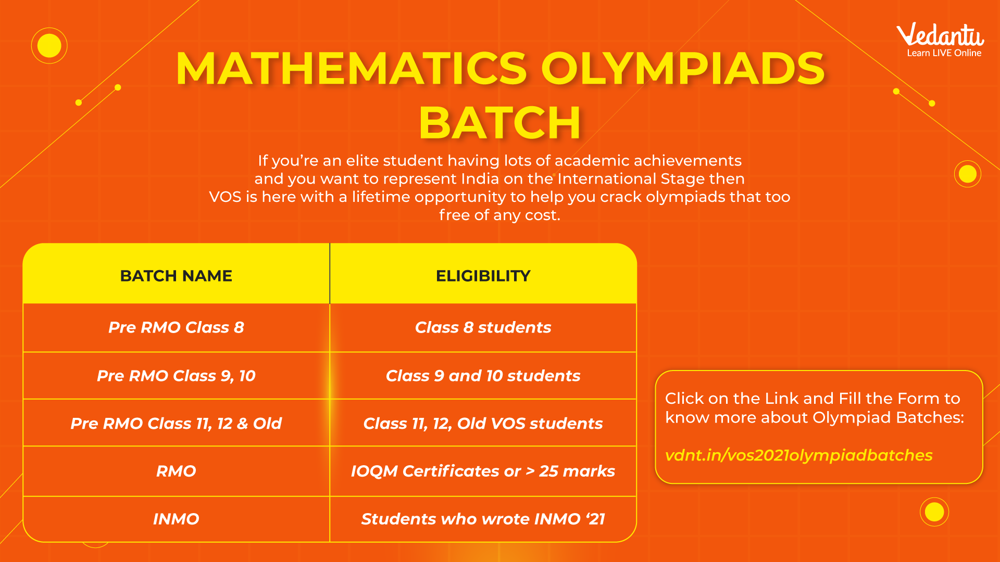 Vedantu
Learn LIVE Online
MATHEMATICS OLYMPIADS
BATCH
If you’re an elite student having lots of academic achievements
and you want to represent India on the International Stage then
VOS is here with a lifetime opportunity to help you crack olympiads that too
free of any cost.
BATCH NAME ELIGIBILITY
Pre RMO Class 8 Class 8 students
Pre RMO Class 9, 10 Class 9 and 10 students
Pre RMO Class 11, 12 & Old Class 11, 12, Old VOS students
RMO IOQM Certificates or > 25 marks
INMO Students who wrote INMO ‘21
Click on the Link and Fill the Form to
know more about Olympiad Batches:
vdnt.in/vos2021olympiadbatches